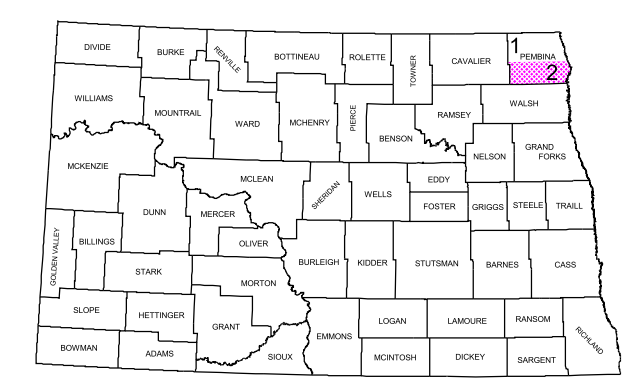 DIVIDE
BURKE
RENVILLE
BOTTINEAU
ROLETTE
TOWNER
CAVALIER
1
PEMBINA
2
WILLIAMS
MOUNTRAIL
WARD
MCHENRY
PIERCE
BENSON
RAMSEY
WALSH
NELSON
GRAND
FORKS
MCKENZIE
MCLEAN
SHERIDAN
WELLS
EDDY
FOSTER
GRIGGS
STEELE
TRAILL
DUNN
MERCER
OLIVER
GOLDEN VALLEY
BILLINGS
STARK
MORTON
BURLEIGH
KIDDER
STUTSMAN
BARNES
CASS
SLOPE
HETTINGER
GRANT
EMMONS
LOGAN
LAMOURE
RANSOM
RICHLAND
BOWMAN
ADAMS
SIOUX
MCINTOSH
DICKEY
SARGENT